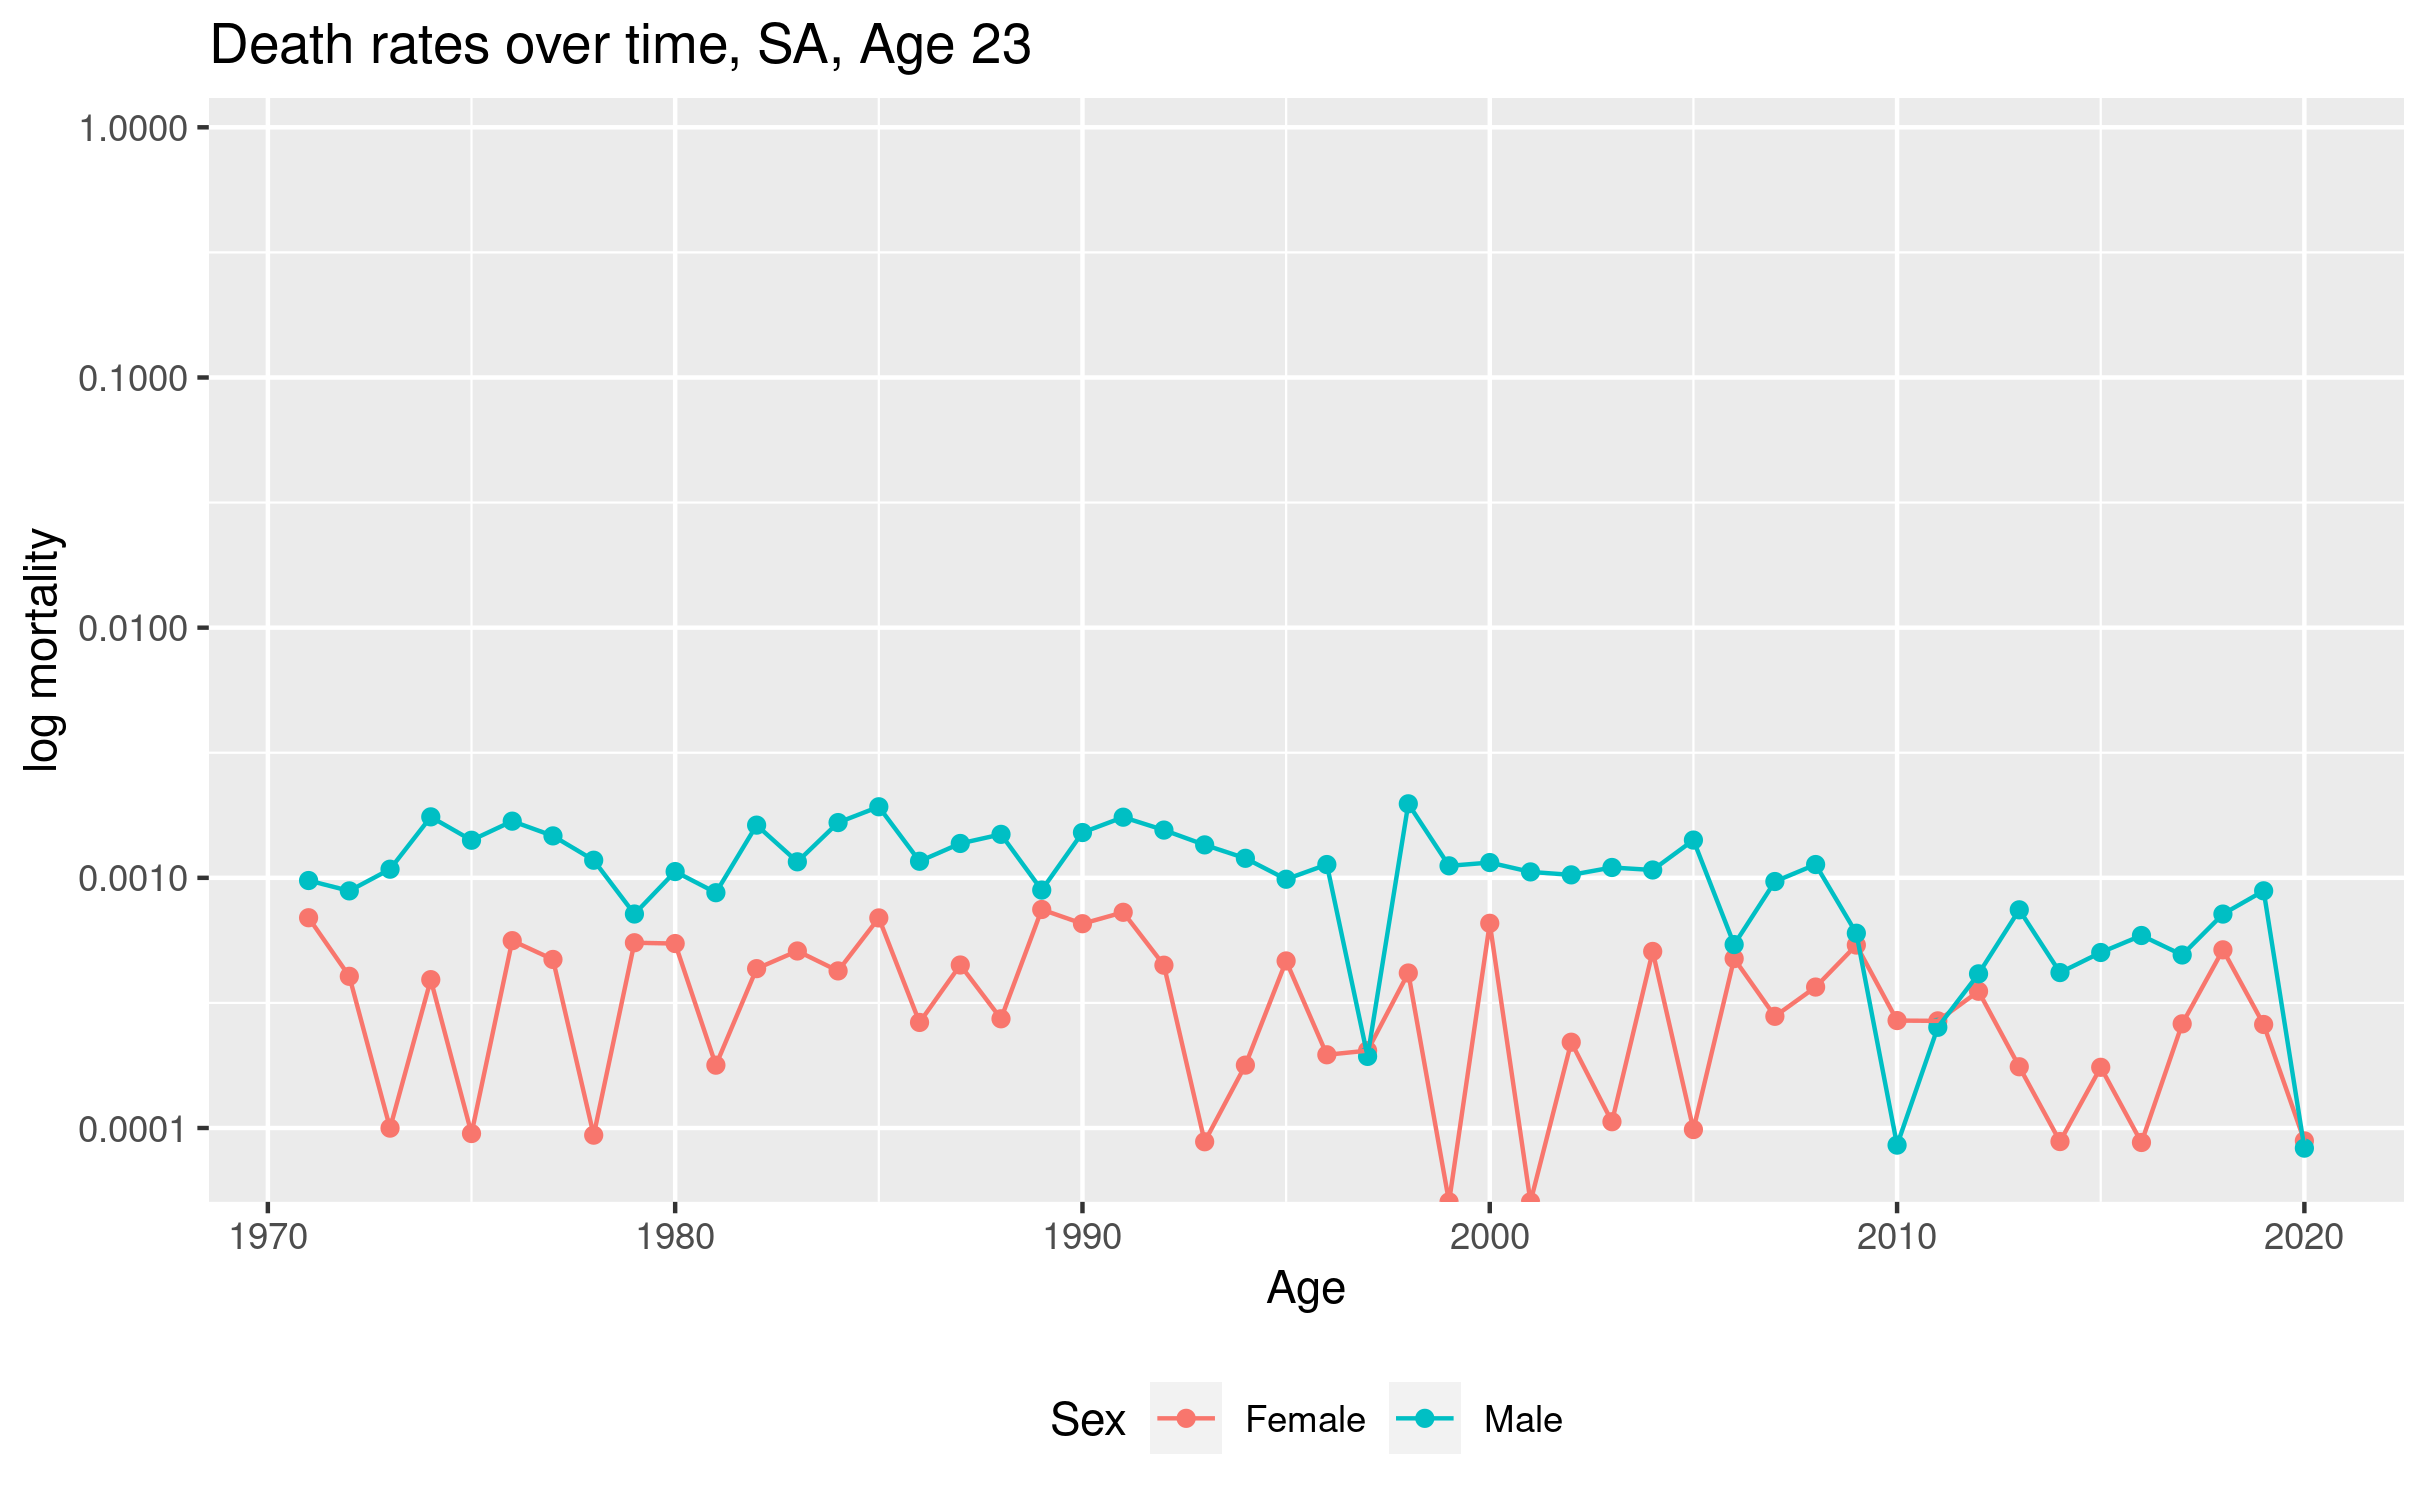 Death rates over time, SA, Age 23
log mortality
1.0000
0.1000
0.0100
0.0010
0.0001
1970 1980 1990 2000 2010 2020
Age
Sex Female Male